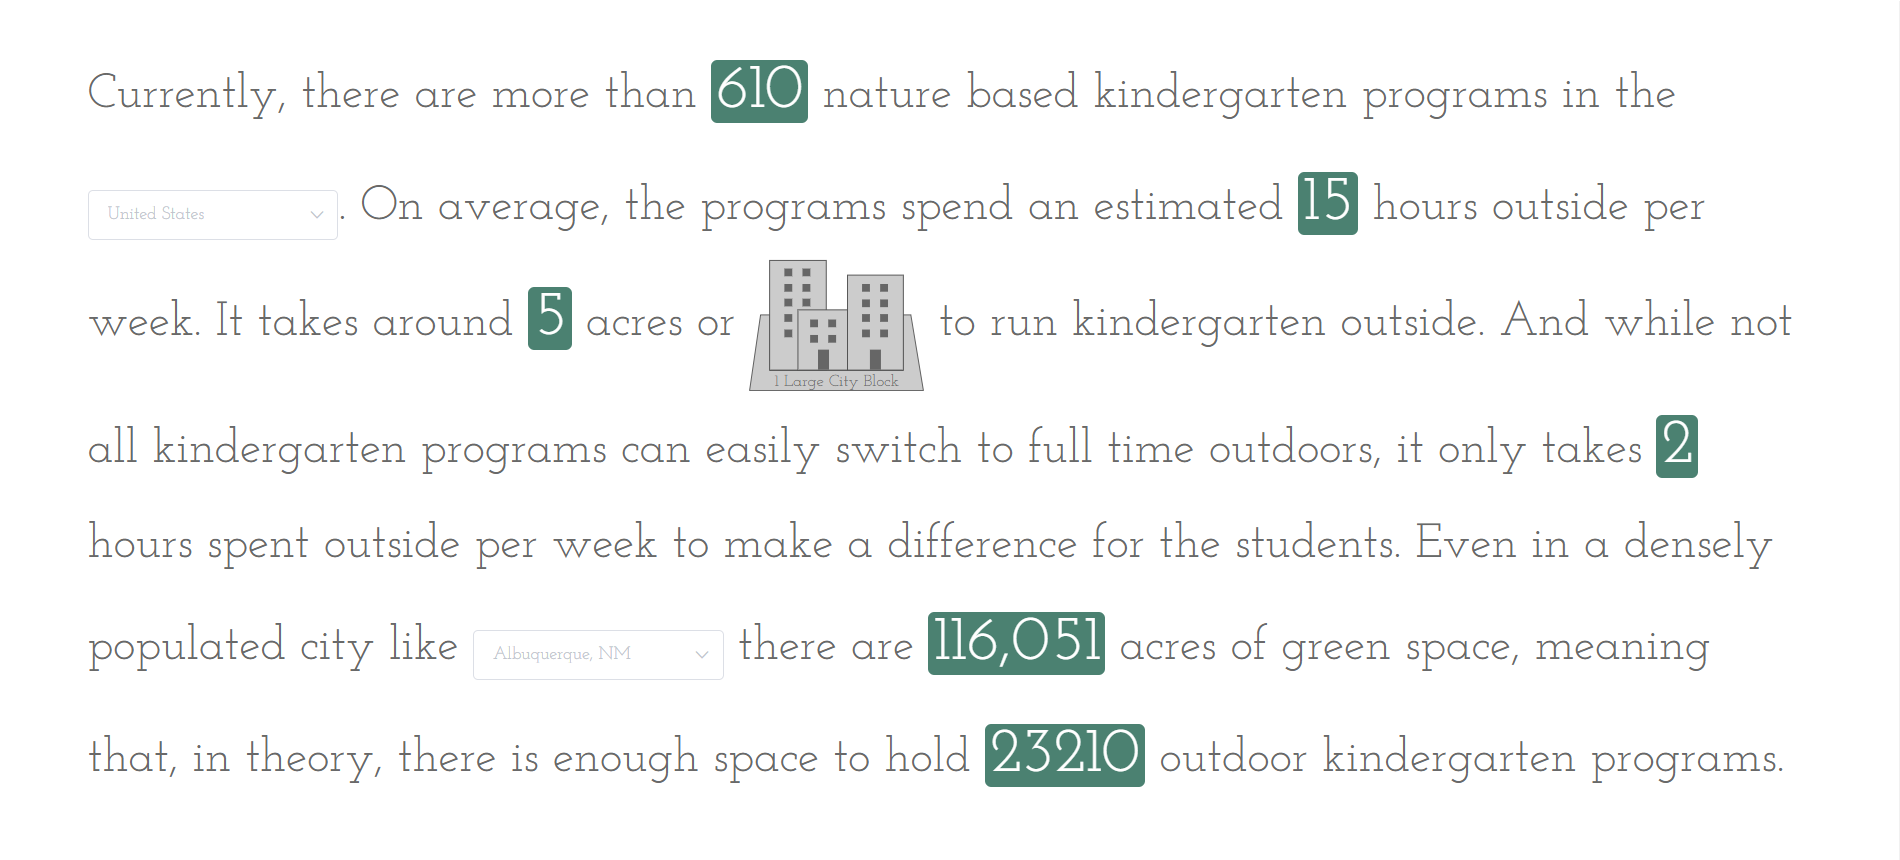 Currently, there are more than 610 nature based kindergarten programs in the
United States . On average, the programs spend an estimated 15 hours outside per
week. It takes around 5 acres or 1 Large City Block to run kindergarten outside. And while not
all kindergarten programs can easily switch to full time outdoors, it only takes 2
hours spent outside per week to make a difference for the students. Even in a densely
populated city like Albuquerque, NM there are 116,051 acres of green space, meaning
that, in theory, there is enough space to hold 23210 outdoor kindergarten programs.